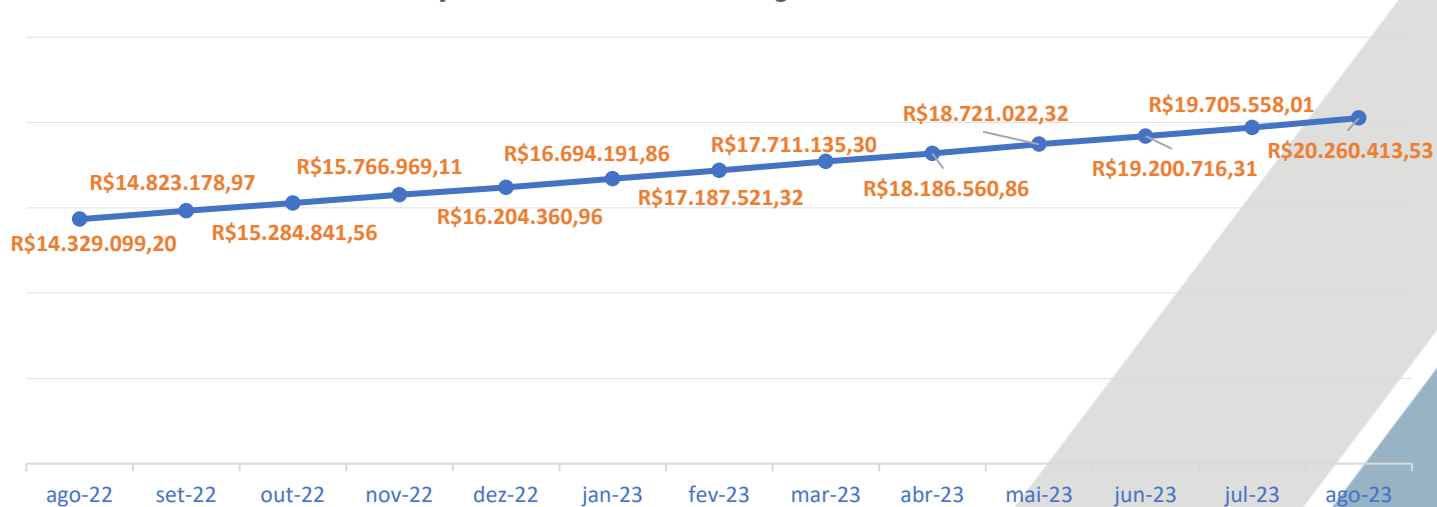 R$14.329.099,20
R$14.823.178,97
R$15.284.841,56
R$15.766.969,11
R$16.204.360,96
R$16.694.191,86
R$17.187.521,32
R$17.711.135,30
R$18.186.560,86
R$18.721.022,32
R$19.200.716,31
R$19.705.558,01
R$20.260.413,53
ago-22 set-22 out-22 nov-22 dez-22 jan-23 fev-23 mar-23 abr-23 mai-23 jun-23 jul-23 ago-23